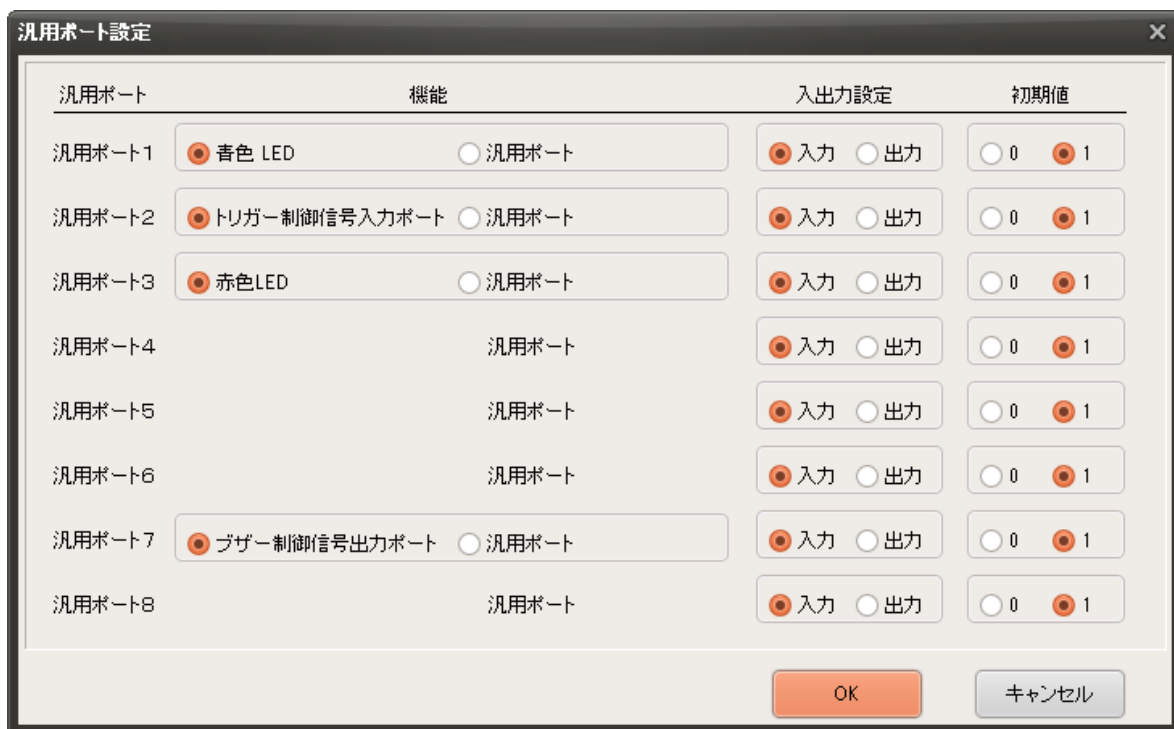 汎用ポート設定
汎用ポート 機能 入出力設定 初期値
汎用ポート1 青色 LED 汎用ポート 入力 出力 0 1
汎用ポート2 トリガー制御信号入力ポート 汎用ポート 入力 出力 0 1
汎用ポート3 赤色LED 汎用ポート 入力 出力 0 1
汎用ポート4 汎用ポート 入力 出力 0 1
汎用ポート5 汎用ポート 入力 出力 0 1
汎用ポート6 汎用ポート 入力 出力 0 1
汎用ポート7 ブザー制御信号出力ポート 汎用ポート 入力 出力 0 1
汎用ポート8 汎用ポート 入力 出力 0 1
OK キャンセル